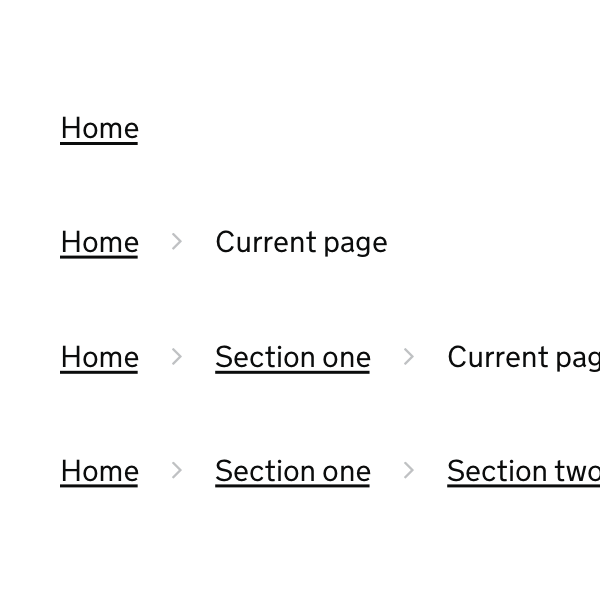 Home
Home > Current page
Home > Section one > Current pag
Home > Section one > Section two